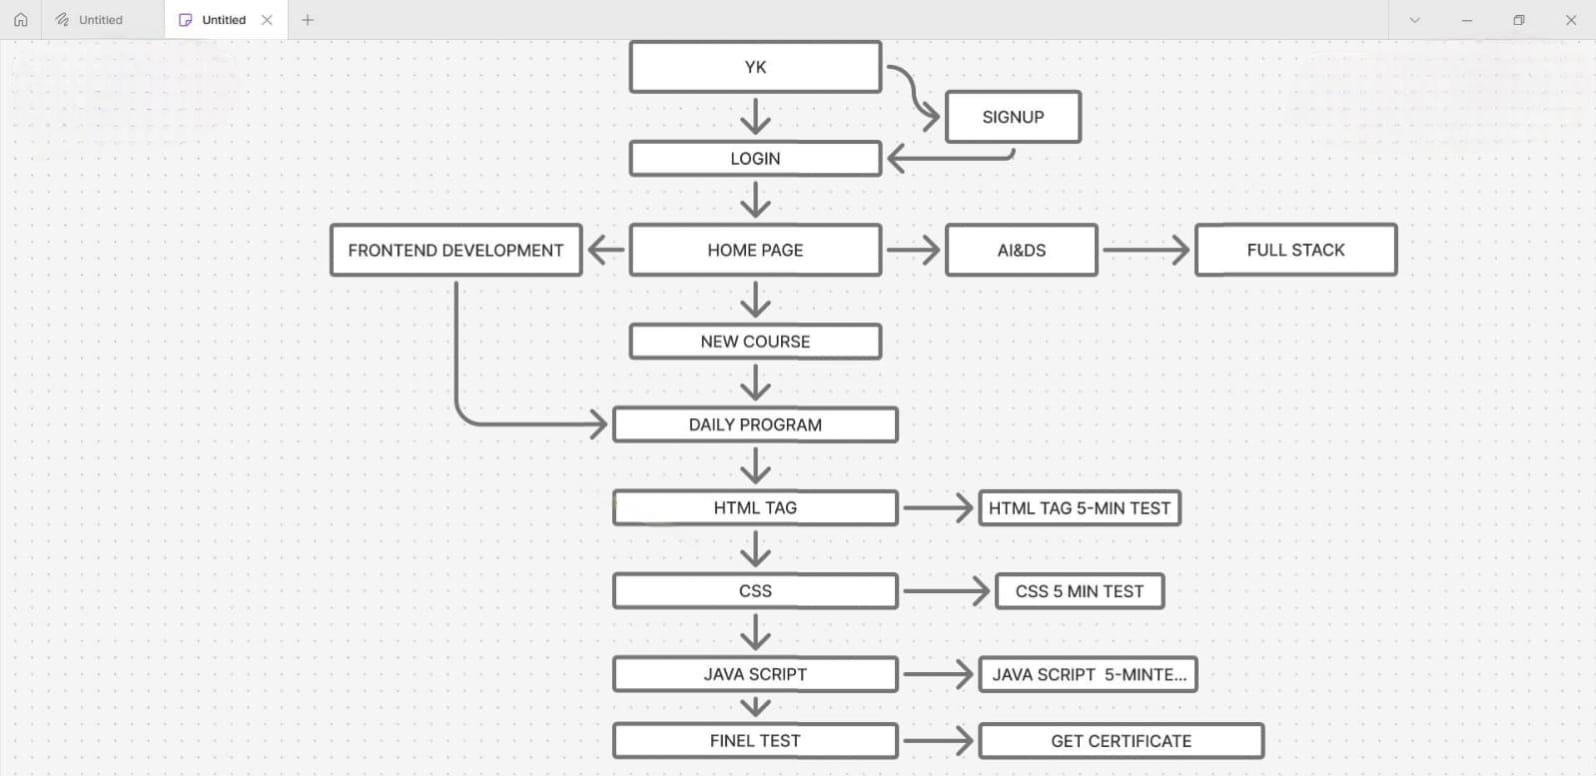 Untitled
Untitled
YK
SIGNUP
LOGIN
FRONTEND DEVELOPMENT
HOME PAGE
AI&DS
FULL STACK
NEW COURSE
DAILY PROGRAM
HTML TAG
HTML TAG 5-MIN TEST
CSS
CSS 5 MIN TEST
JAVA SCRIPT
JAVA SCRIPT  5-MINTE...
FINEL TEST
GET CERTIFICATE